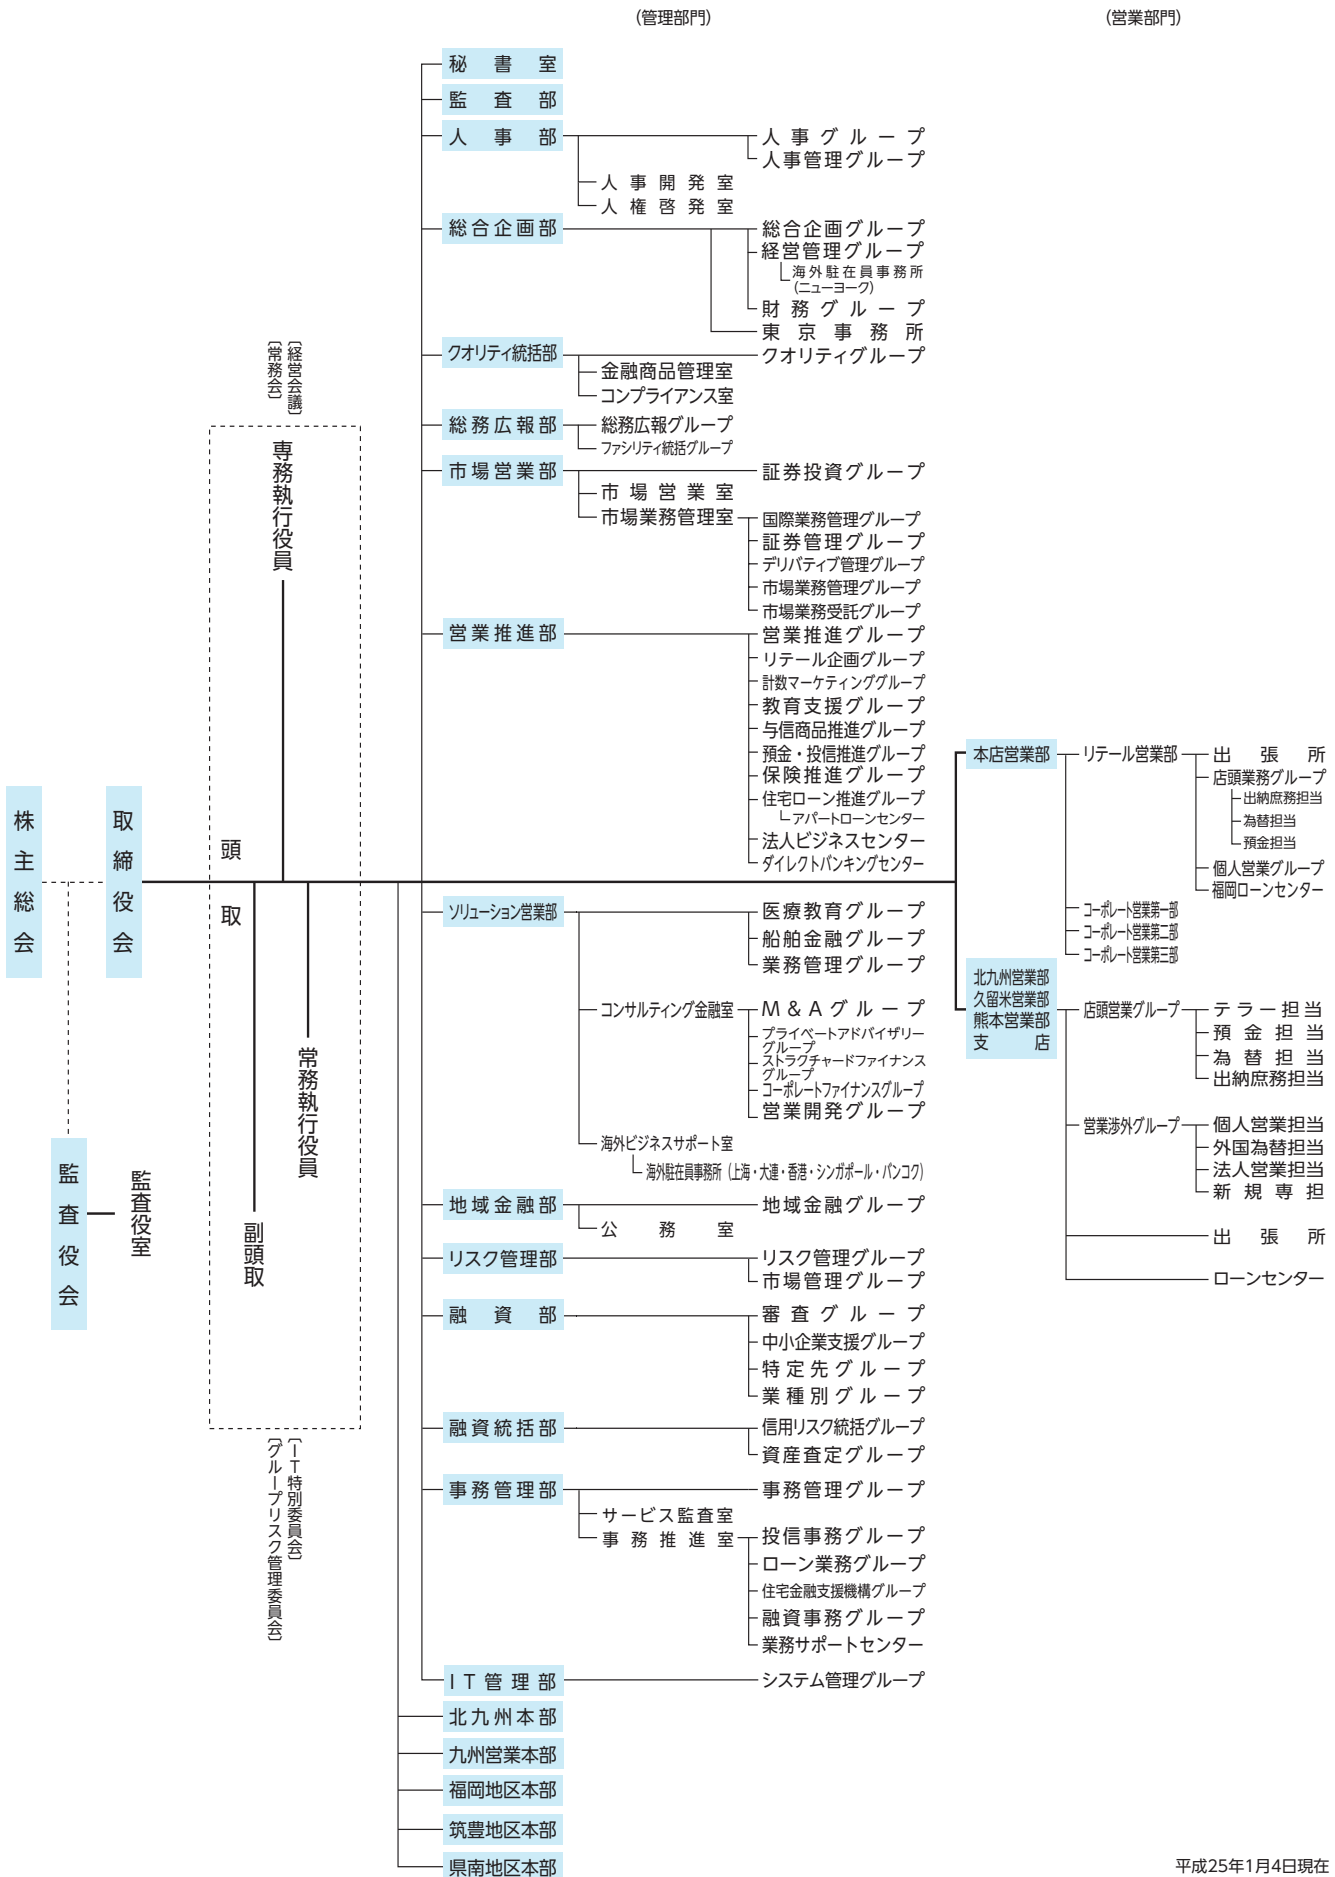 (管理部門)
(営業部門)
秘書室
監査部
人事部
人事グループ
人事管理グループ
人事開発室
人権啓発室
総合企画部
総合企画グループ
経営管理グループ
海外駐在員事務所
(ニューヨーク)
財務グループ
東京事務所
クオリティ統括部
クオリティグループ
金融商品管理室
コンプライアンス室
総務広報部
総務広報グループ
ファシリティ統括グループ
市場営業部
証券投資グループ
市場営業室
市場業務管理室
国際業務管理グループ
証券管理グループ
デリバティブ管理グループ
市場業務管理グループ
市場業務受託グループ
営業推進部
営業推進グループ
リテール企画グループ
計数マーケティンググループ
教育支援グループ
与信商品推進グループ
預金・投信推進グループ
保険推進グループ
住宅ローン推進グループ
アパートローンセンター
法人ビジネスセンター
ダイレクトバンキングセンター
株主総会
取締役会
監査役会
監査役室
頭取
〔経営会議〕
〔常務会〕
専務執行役員
常務執行役員
副頭取
〔IT特別委員会〕
〔グループリスク管理委員会〕
ソリューション営業部
医療教育グループ
船舶金融グループ
業務管理グループ
コンサルティング金融室
M&Aグループ
プライベートアドバイザリー
グループ
ストラクチャードファイナンス
グループ
コーポレートファイナンスグループ
営業開発グループ
海外ビジネスサポート室
海外駐在員事務所(上海・大連・香港・シンガポール・バンコク)
地域金融部
地域金融グループ
公務室
リスク管理部
リスク管理グループ
市場管理グループ
融資部
審査グループ
中小企業支援グループ
特定先グループ
業種別グループ
融資統括部
信用リスク統括グループ
資産査定グループ
事務管理部
事務管理グループ
サービス監査室
事務推進室
投信事務グループ
ローン業務グループ
住宅金融支援機構グループ
融資事務グループ
業務サポートセンター
IT管理部
システム管理グループ
北九州本部
九州営業本部
福岡地区本部
筑豊地区本部
県南地区本部
本店営業部
リテール営業部
出張所
店頭業務グループ
出納庶務担当
為替担当
預金担当
個人営業グループ
福岡ローンセンター
コーポレート営業第一部
コーポレート営業第二部
コーポレート営業第三部
北九州営業部
久留米営業部
熊本営業部
支店
店頭営業グループ
テラー担当
預金担当
為替担当
出納庶務担当
営業渉外グループ
個人営業担当
外国為替担当
法人営業担当
新規専担
出張所
ローンセンター
平成25年1月4日現在